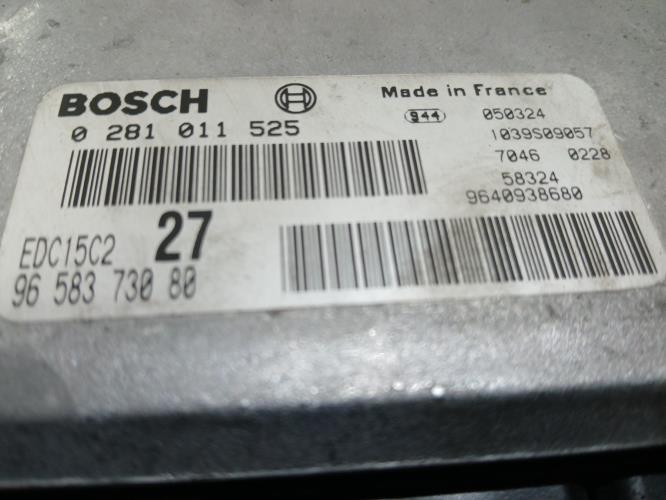 BOSCH
0 281 011 525
EDC15C2 27
96 583 730 80
Made in France
944 050324
1039S09057
7046 0228
58324
9640938680